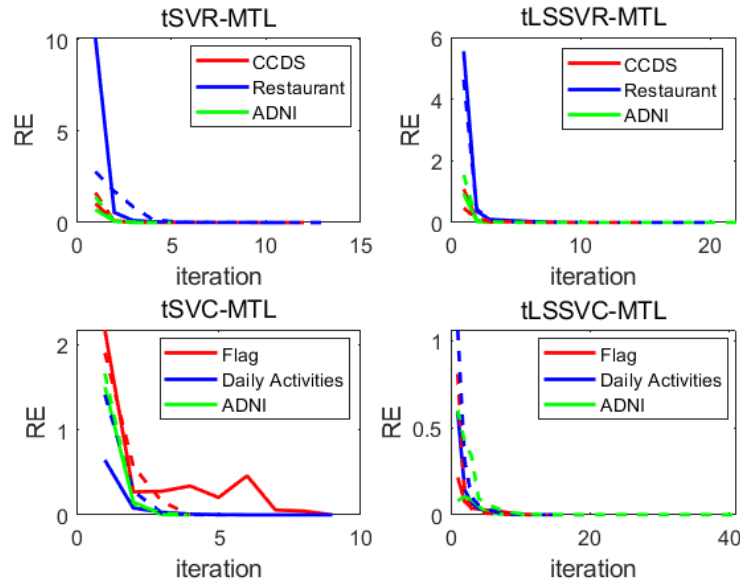 tSVR-MTL
10
5
0
RE
CCDS
Restaurant
ADNI
0
5
10
15
iteration
tLSSVR-MTL
6
4
2
0
RE
CCDS
Restaurant
ADNI
0
10
20
iteration
tSVC-MTL
2
1
0
RE
Flag
Daily Activities
ADNI
0
5
10
iteration
tLSSVC-MTL
1
0.5
0
RE
Flag
Daily Activities
ADNI
0
20
40
iteration